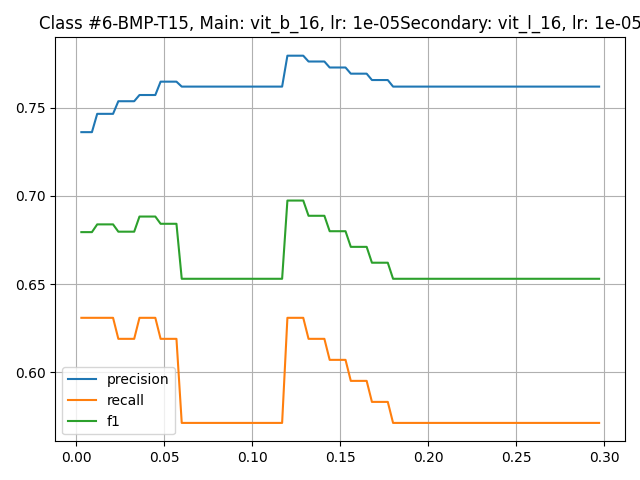 Class #6-BMP-T15, Main: vit_b_16, lr: 1e-05Secondary: vit_l_16, lr: 1e-05
0.75
0.70
0.65
0.60
precision
recall
f1
0.00 0.05 0.10 0.15 0.20 0.25 0.30